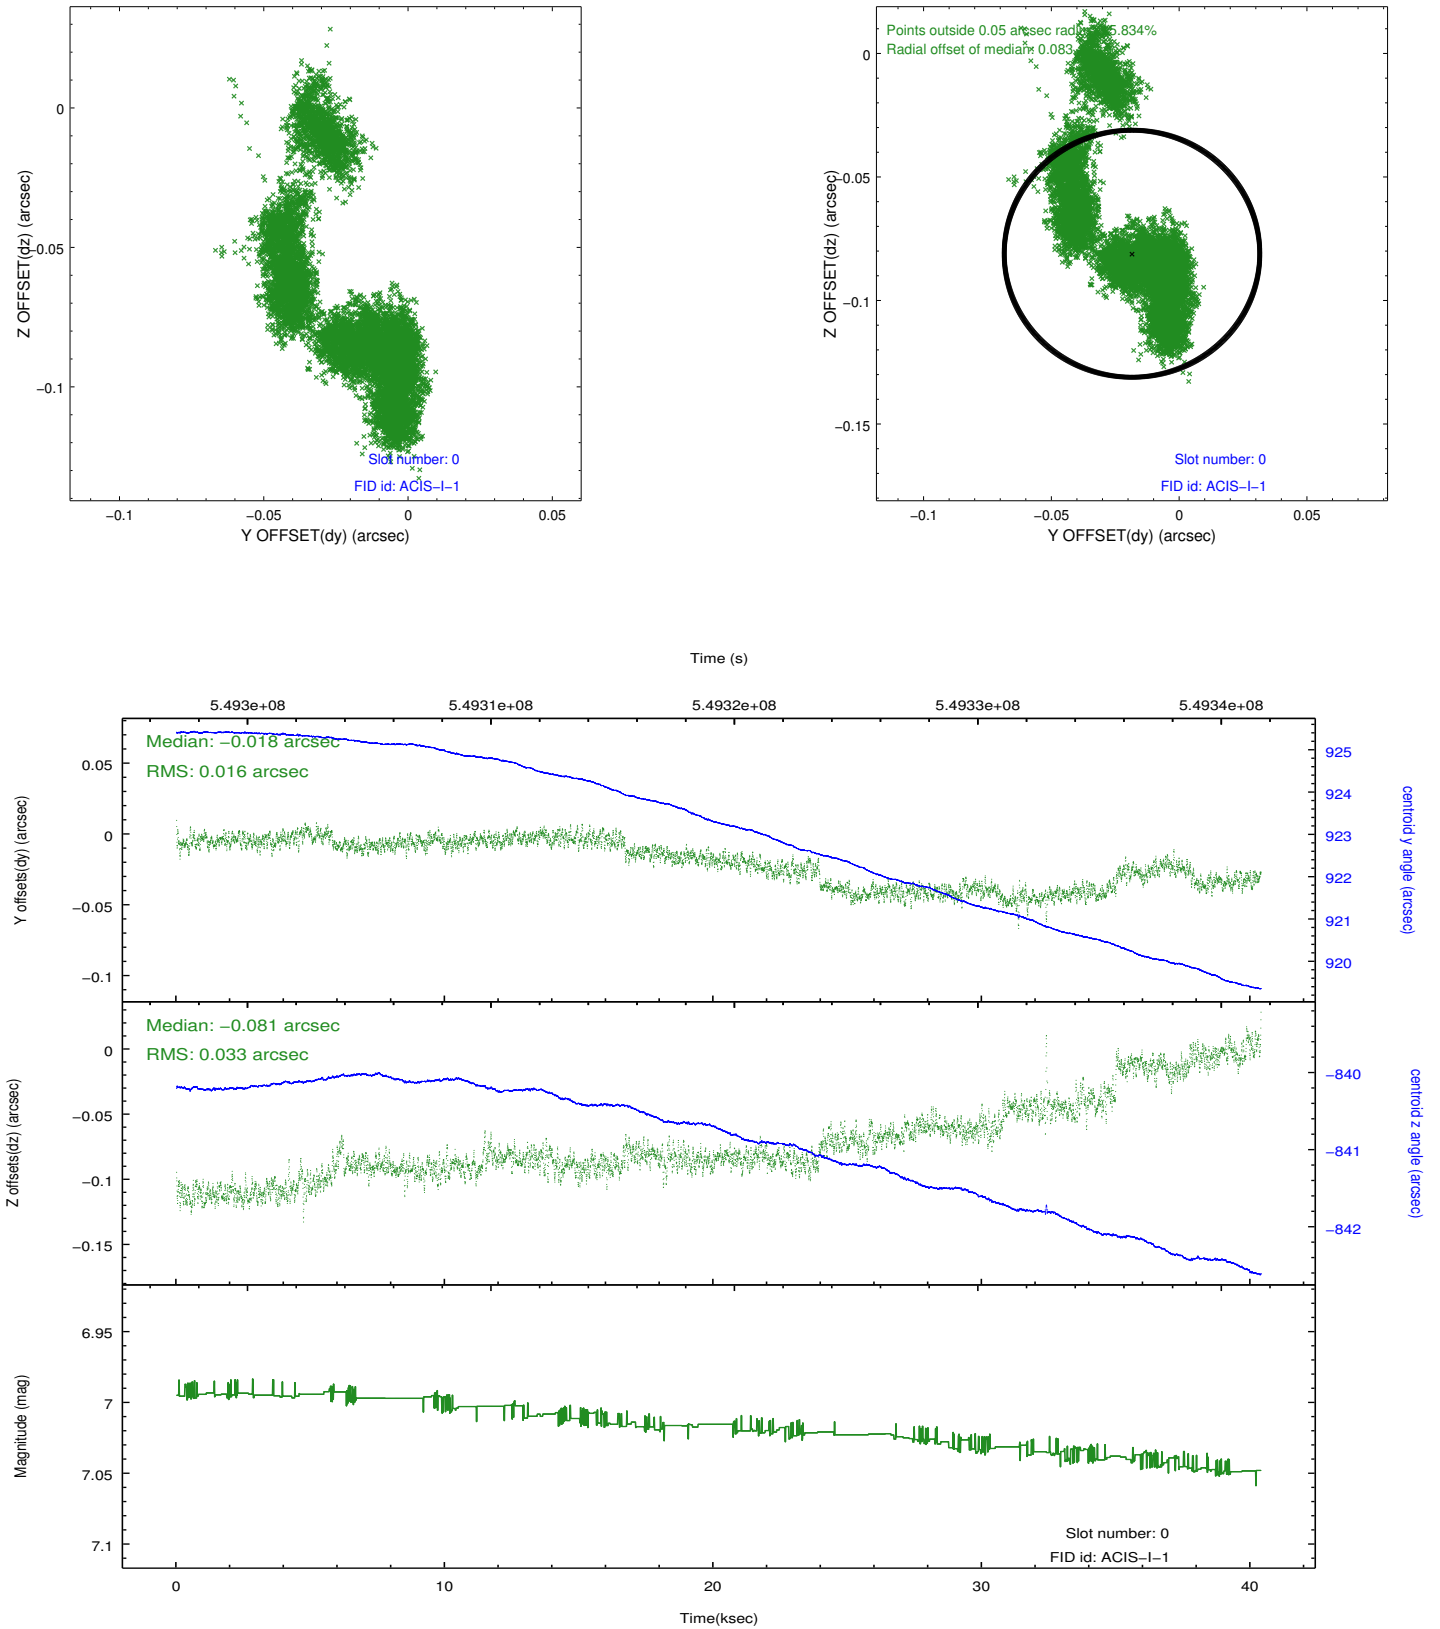 Z OFFSET(dz) (arcsec)
0
−0.05
−0.1
Slot number: 0
FID id: ACIS−I−1
−0.1 −0.05 0 0.05
Y OFFSET(dy) (arcsec)
Points outside 0.05 arcsec
Radial offset of median: 0.083
Z OFFSET(dz) (arcsec)
0
−0.05
−0.1
−0.15
Slot number: 0
FID id: ACIS−I−1
−0.1 −0.05 0 0.05
Y OFFSET(dy) (arcsec)
Time (s)
5.493e+08 5.4931e+08 5.4932e+08 5.4933e+08 5.4934e+08
Median: −0.018 arcsec
RMS: 0.016 arcsec
Y offsets(dy) (arcsec)
0.05
0
−0.05
−0.1
925
924
923
922
921
920
centroid y angle (arcsec)
Median: −0.081 arcsec
RMS: 0.033 arcsec
Z offsets(dz) (arcsec)
0
−0.05
−0.1
−0.15
−840
−841
−842
centroid z angle (arcsec)
Magnitude (mag)
6.95
7
7.05
7.1
Slot number: 0
FID id: ACIS−I−1
0 10 20 30 40
Time(ksec)